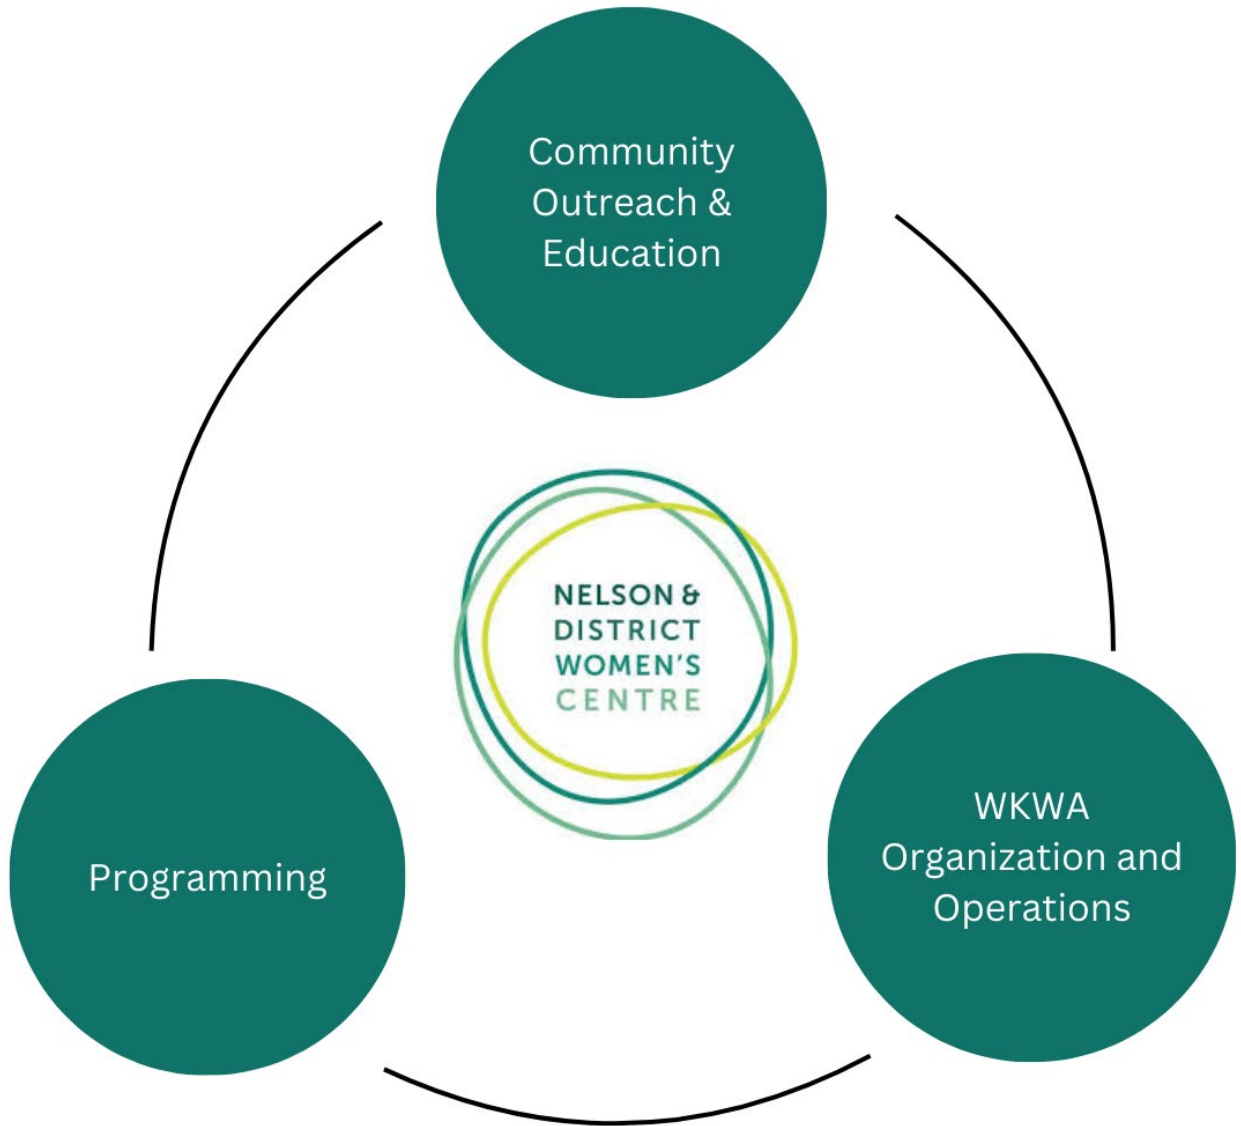 Community
Outreach &
Education
NELSON &
DISTRICT
WOMEN'S
CENTRE
Programming
WKWA
Organization and
Operations